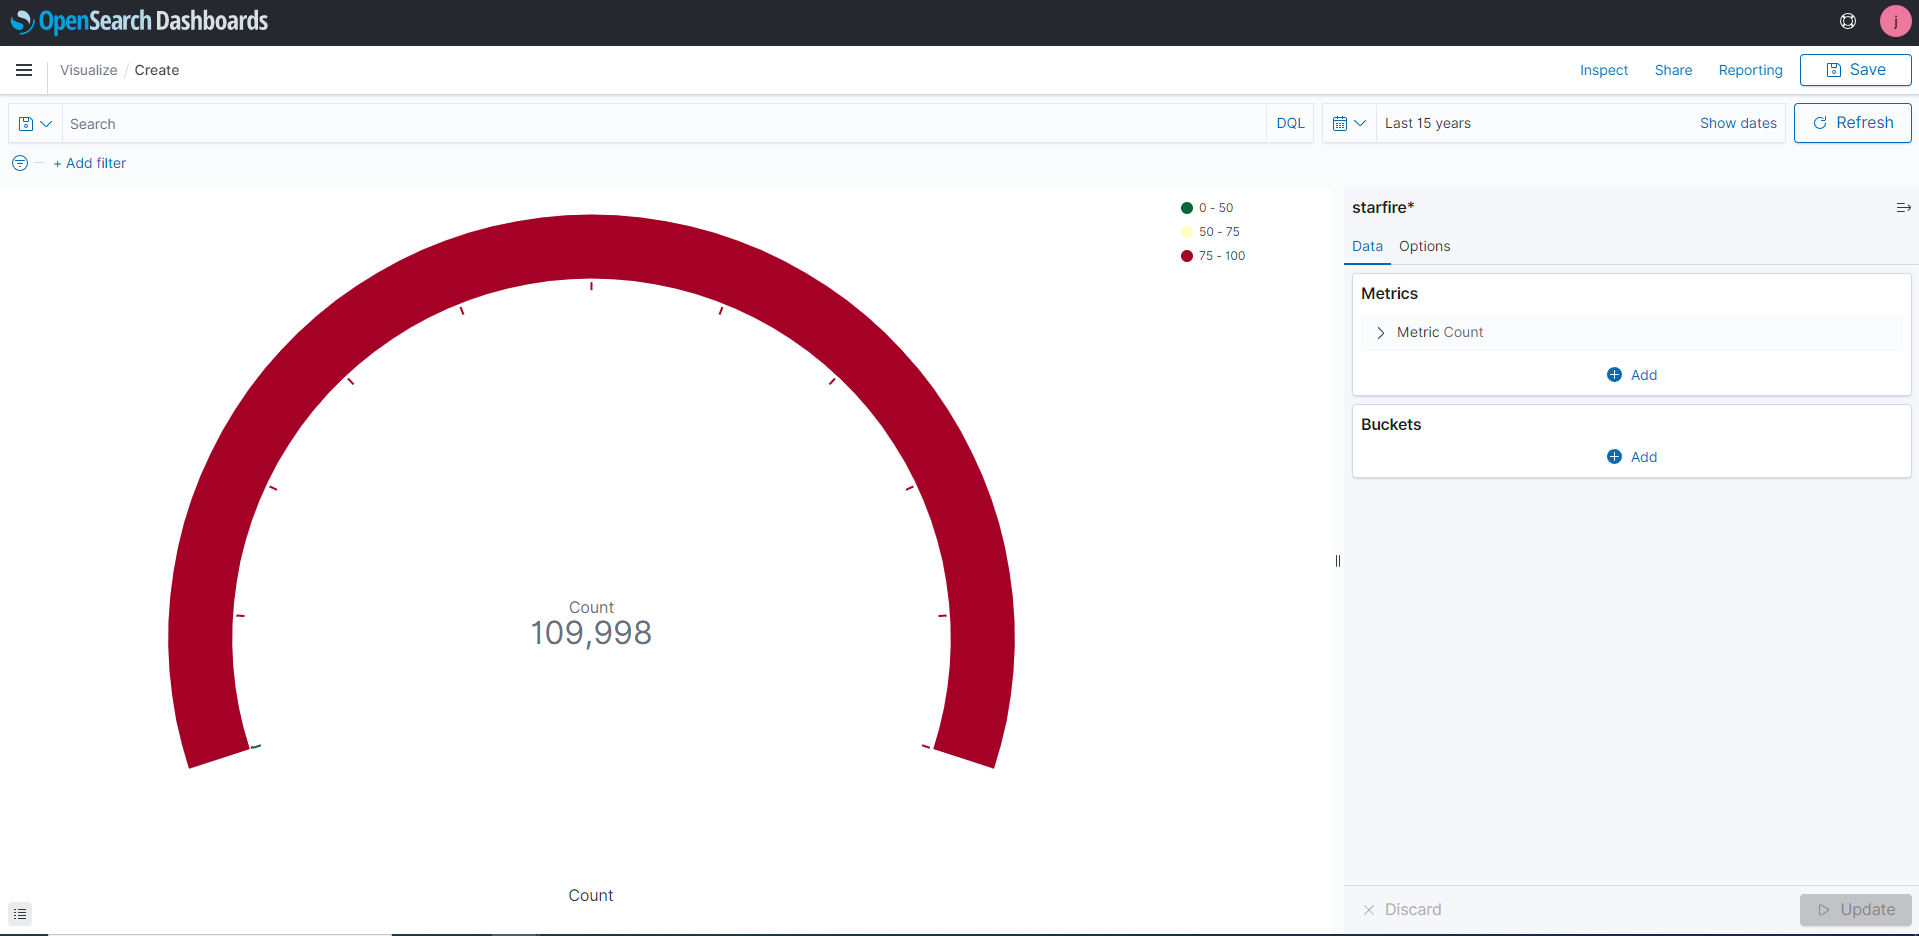 OpenSearch Dashboards
j
Visualize / Create
Inspect
Share
Reporting
Save
Search
DQL
Last 15 years
Show dates
Refresh
+ Add filter
0 - 50
50 - 75
75 - 100
Count
109,998
Count
starfire*
Data
Options
Metrics
Metric Count
Add
Buckets
Add
Discard
Update